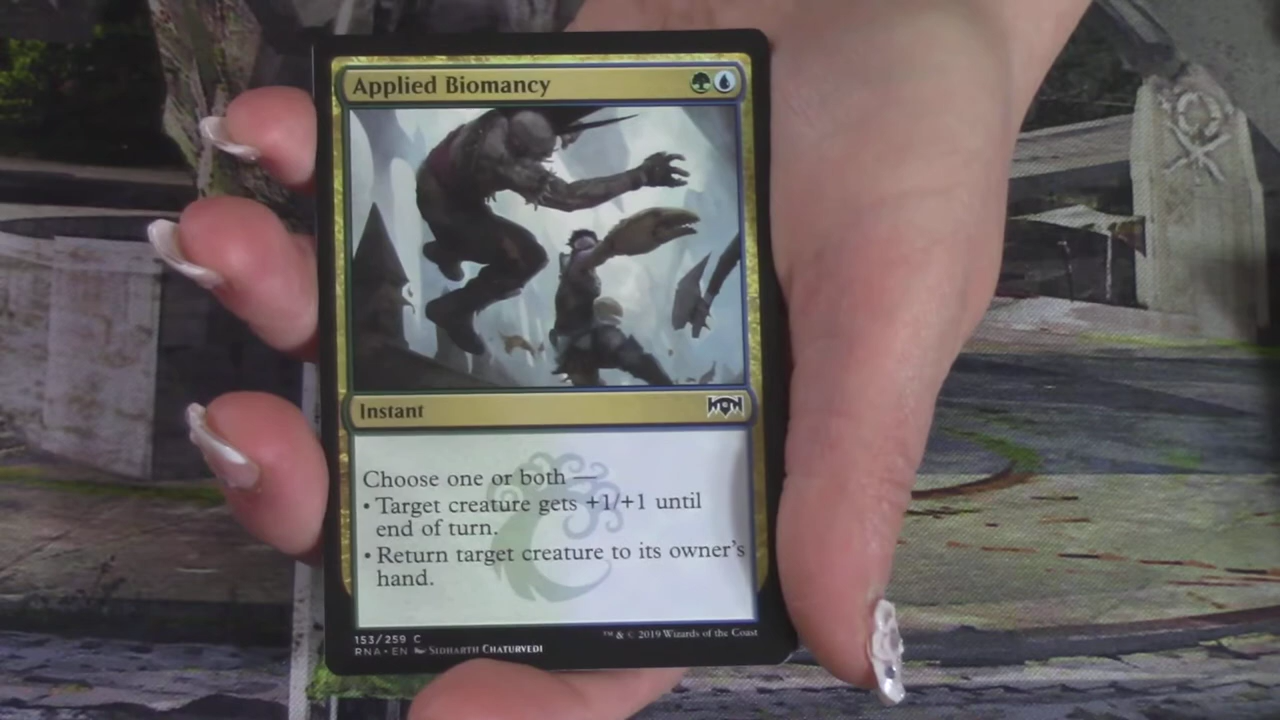 Applied Biomancy
Instant
Choose one or both —
• Target creature gets +1/+1 until
end of turn.
• Return target creature to its owner's
hand.
153/259 C
RNA • EN Sidharth Chaturvedi
™ & © 2019 Wizards of the Coast